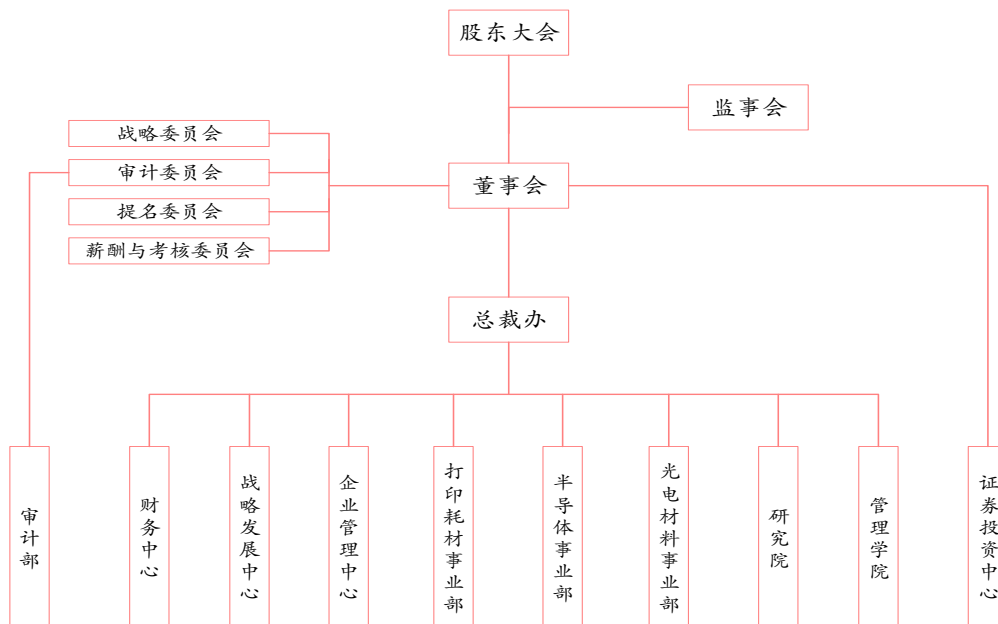 股东大会
监事会
战略委员会
审计委员会
董事会
提名委员会
薪酬与考核委员会
总裁办
审计部
财务中心
战略发展中心
企业管理中心
打印耗材事业部
半导体事业部
光电材料事业部
研究院
管理学院
证券投资中心